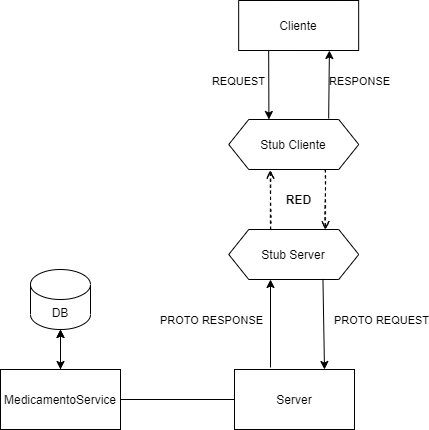 Cliente
REQUEST
RESPONSE
Stub Cliente
RED
Stub Server
DB
PROTO RESPONSE
PROTO REQUEST
MedicamentoService
Server